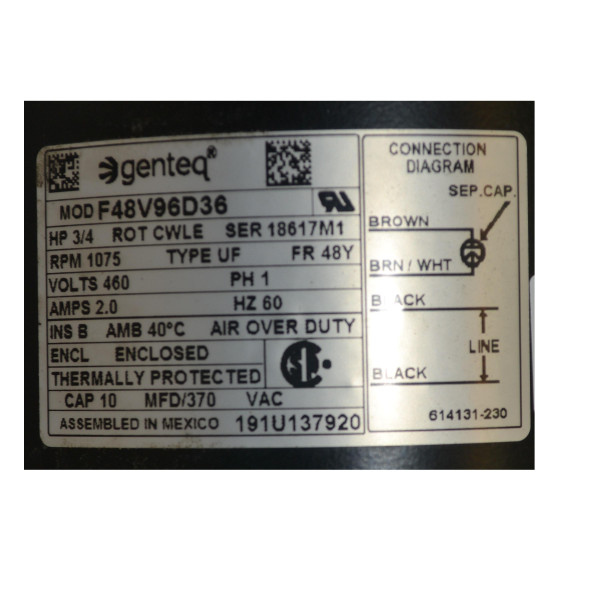 genteq®
MOD F48V96D36
HP 3/4 ROT CWLE SER 18617M1
RPM 1075 TYPE UF FR 48Y
VOLTS 460 PH 1
AMPS 2.0 HZ 60
INS B AMB 40°C AIR OVER DUTY
ENCL ENCLOSED
THERMALLY PROTECTED
CAP 10 MFD/370 VAC
ASSEMBLED IN MEXICO 191U137920
CONNECTION
DIAGRAM
SEP.CAP.
BROWN
BRN / WHT
BLACK
LINE
BLACK
614131-230